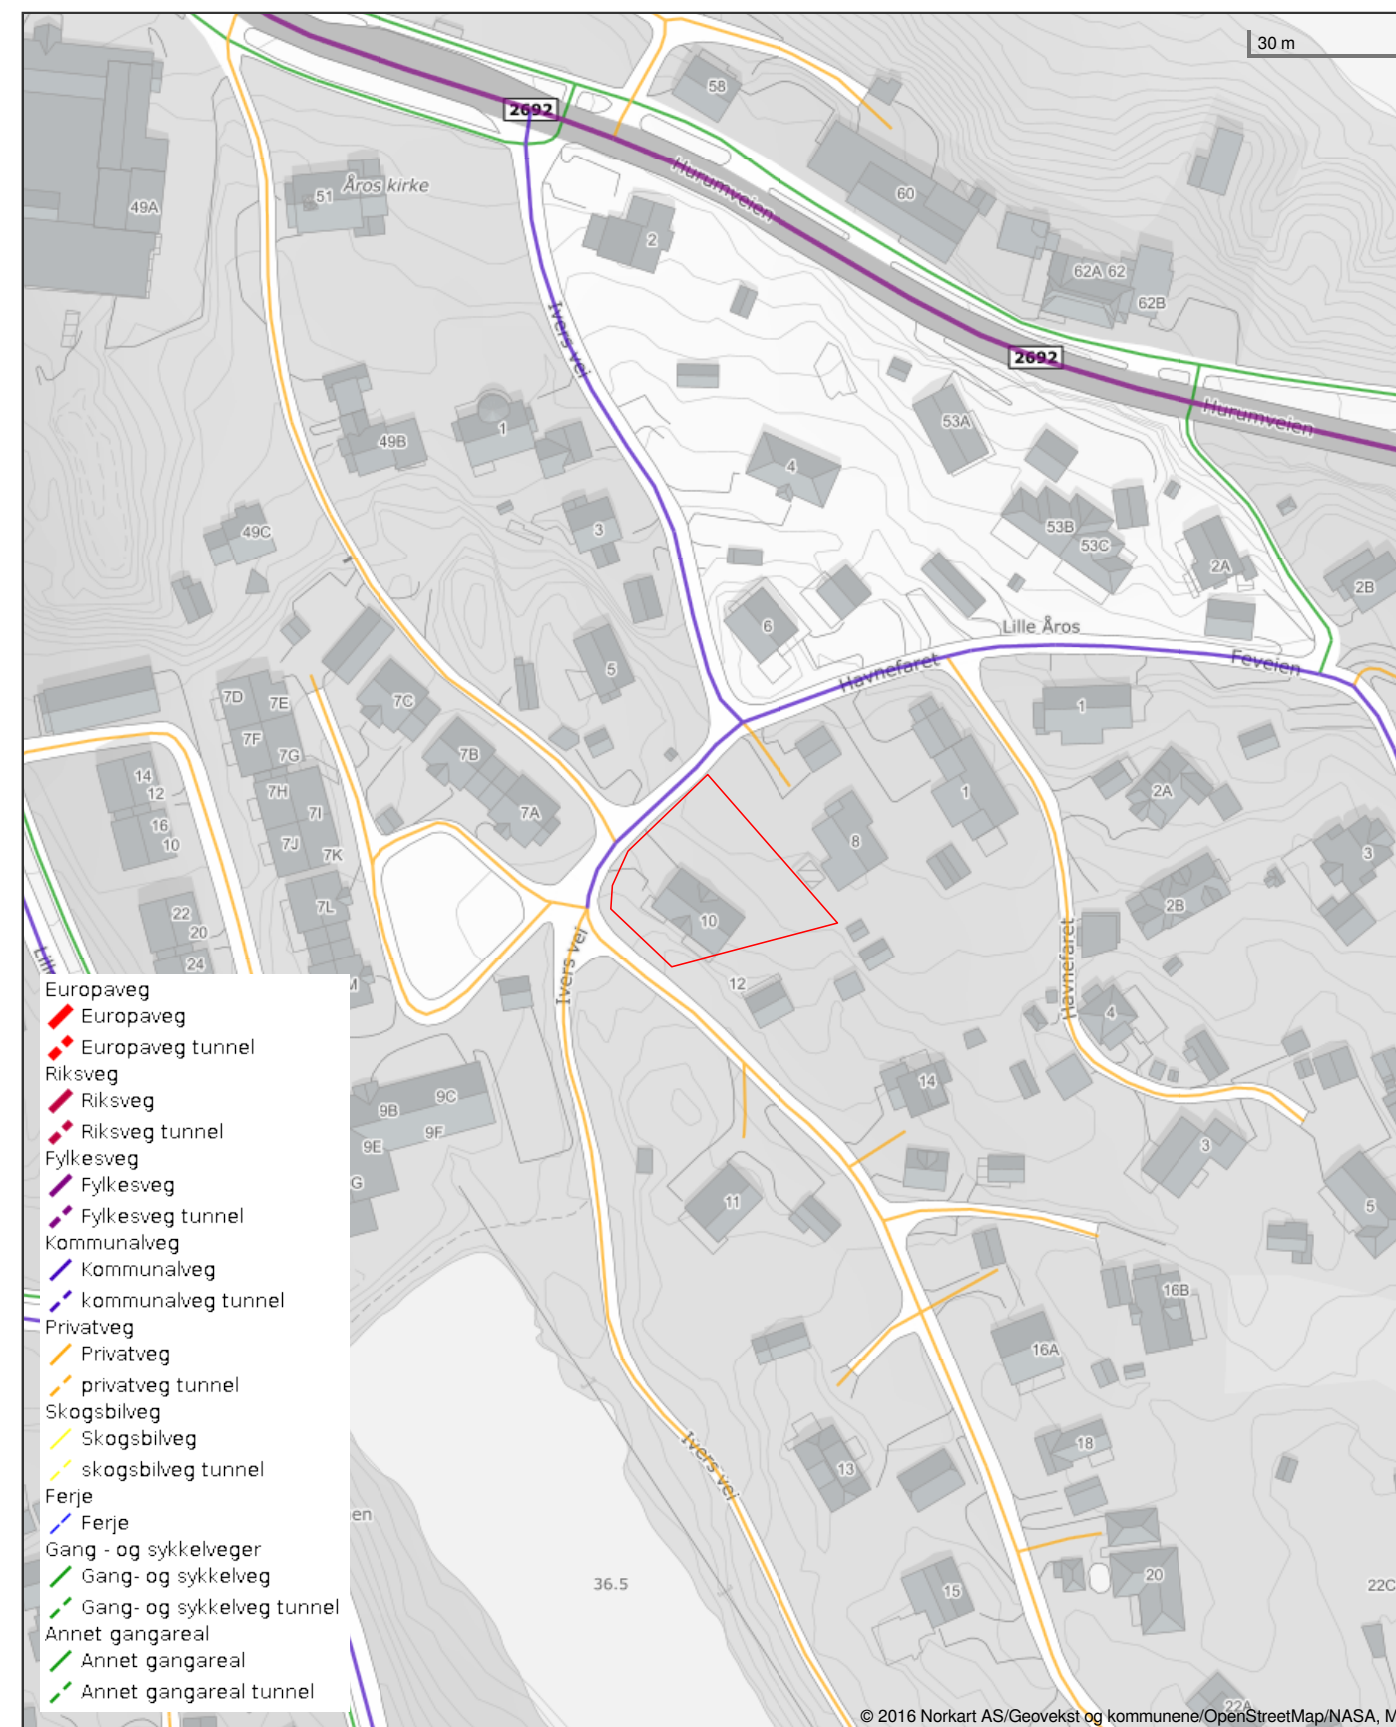 30 m
58
2692
Hurumveien
51 Åros kirke
49A
60
2
62A 62
62B
Ivers vei
2692
Hurumveien
53A
1
49B
4
49C
3
53B
53C
2A
2B
6
Lille Åros
Havnefaret
Feveien
5
7D
7E
7C
7F
7G
7B
1
14
12
7H
7I
7A
1
2A
16
10
7J
7K
8
3
22
7L
10
2B
20
24
Ivers vei
Havnefaret
12
4
Europaveg
Europaveg
Europaveg tunnel
Riksveg
Riksveg
Riksveg tunnel
Fylkesveg
Fylkesveg
Fylkesveg tunnel
Kommunalveg
Kommunalveg
kommunalveg tunnel
Privatveg
Privatveg
privatveg tunnel
Skogsbilveg
Skogsbilveg
skogsbilveg tunnel
Ferje
Ferje
Gang - og sykkelveger
Gang- og sykkelveg
Gang- og sykkelveg tunnel
Annet gangareal
Annet gangareal
Annet gangareal tunnel
M
9B
9C
9E
9F
G
14
3
11
5
16B
16A
Ivers vei
18
13
en
36.5
15
20
22C
22A
© 2016 Norkart AS/Geovekst og kommunene/OpenStreetMap/NASA, M